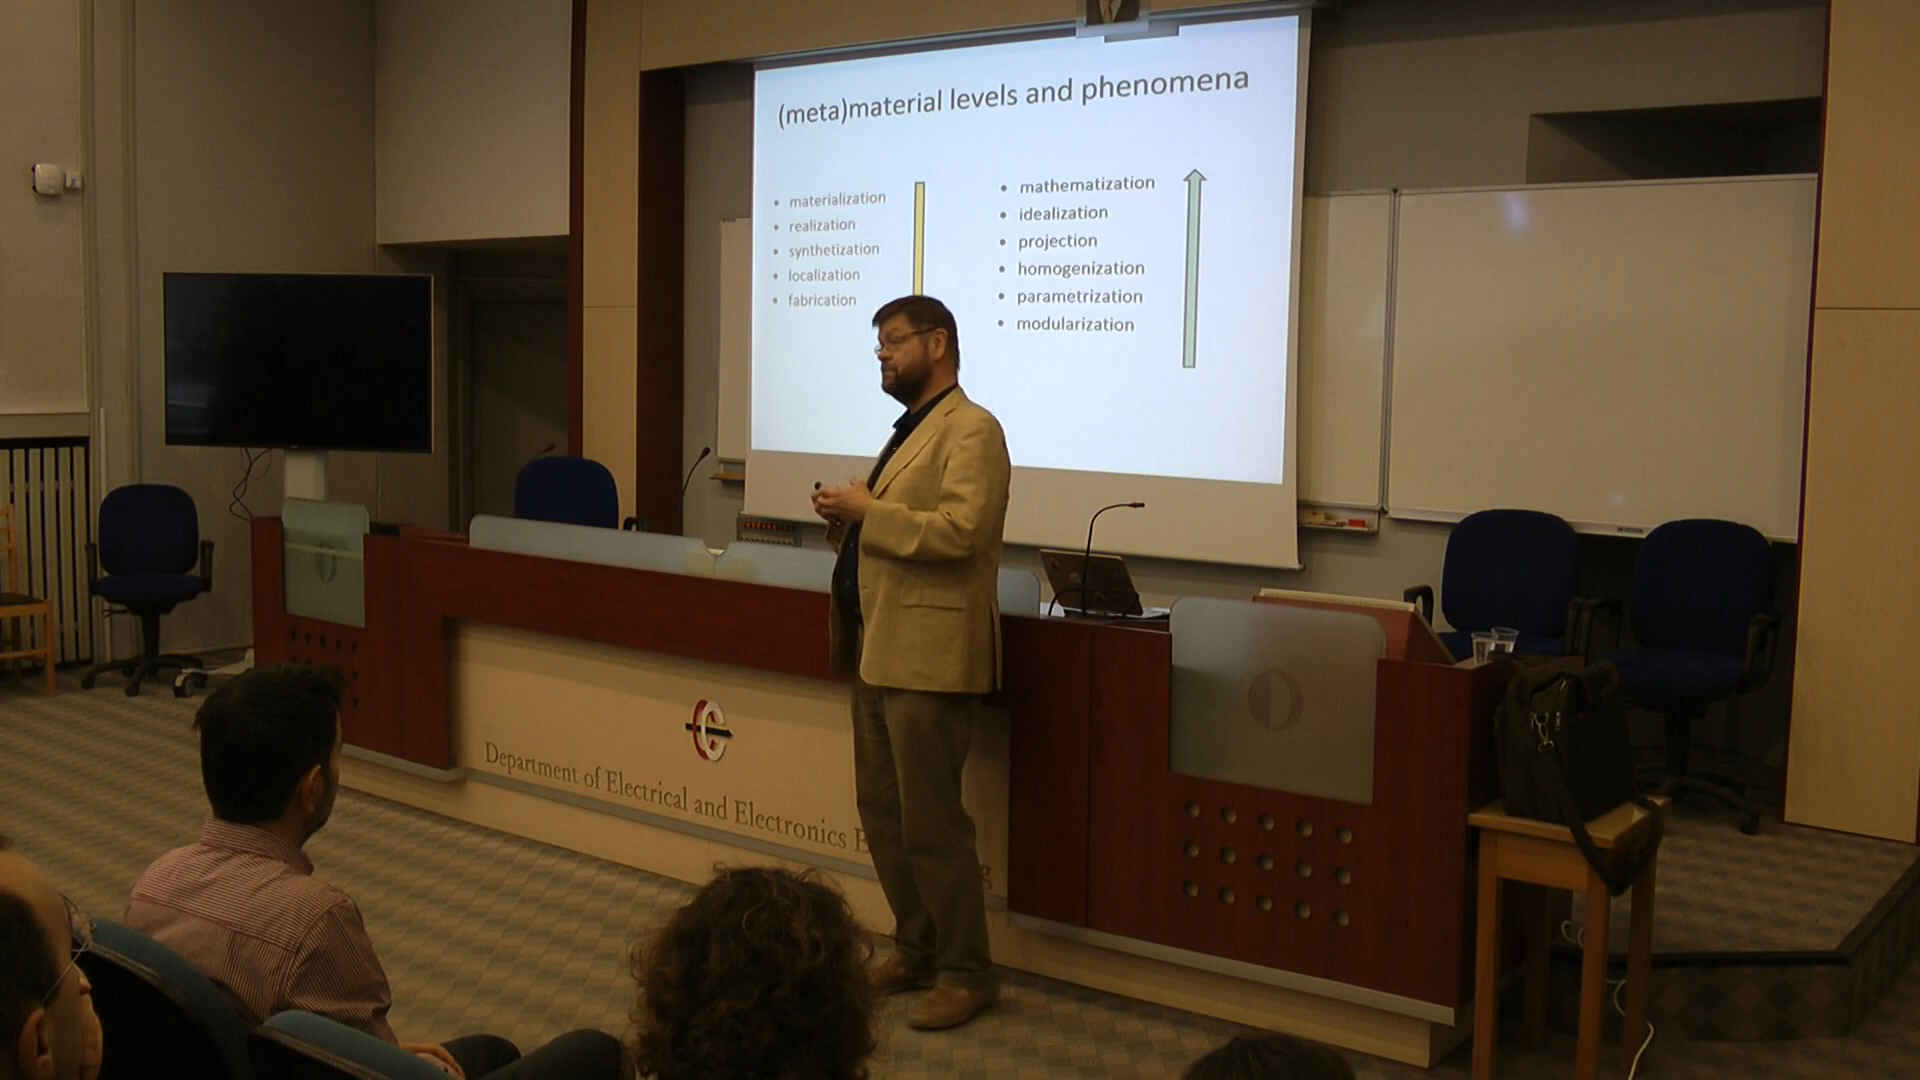 (meta)material levels and phenomena
• materialization
• realization
• synthetization
• localization
• fabrication
• mathematization
• idealization
• projection
• homogenization
• parametrization
• modularization
Department of Electrical and Electronics